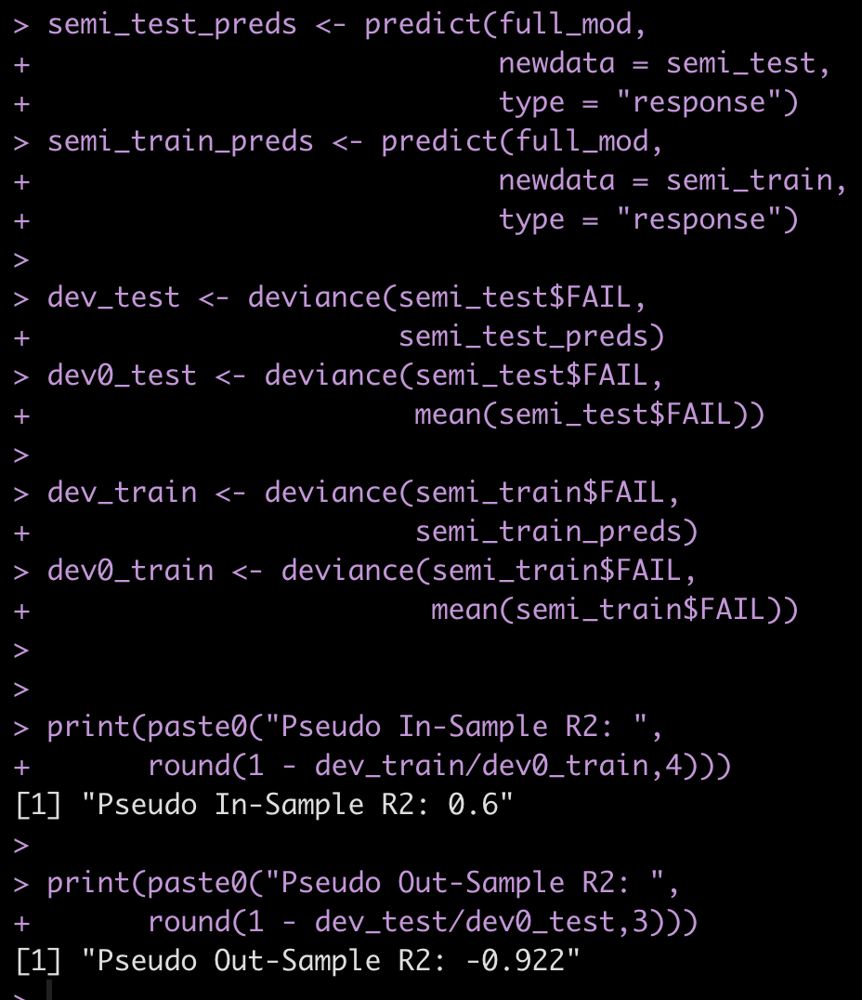 > semi_test_preds <- predict(full_mod,
+                            newdata = semi_test,
+                            type = "response")
> semi_train_preds <- predict(full_mod,
+                            newdata = semi_train,
+                            type = "response")
>
> dev_test <- deviance(semi_test$FAIL,
+                      semi_test_preds)
> dev0_test <- deviance(semi_test$FAIL,
+                       mean(semi_test$FAIL))
>
> dev_train <- deviance(semi_train$FAIL,
+                       semi_train_preds)
> dev0_train <- deviance(semi_train$FAIL,
+                        mean(semi_train$FAIL))
>
>
> print(paste0("Pseudo In-Sample R2: ",
+       round(1 - dev_train/dev0_train,4)))
[1] "Pseudo In-Sample R2: 0.6"
>
> print(paste0("Pseudo Out-Sample R2: ",
+       round(1 - dev_test/dev0_test,3)))
[1] "Pseudo Out-Sample R2: -0.922"
>